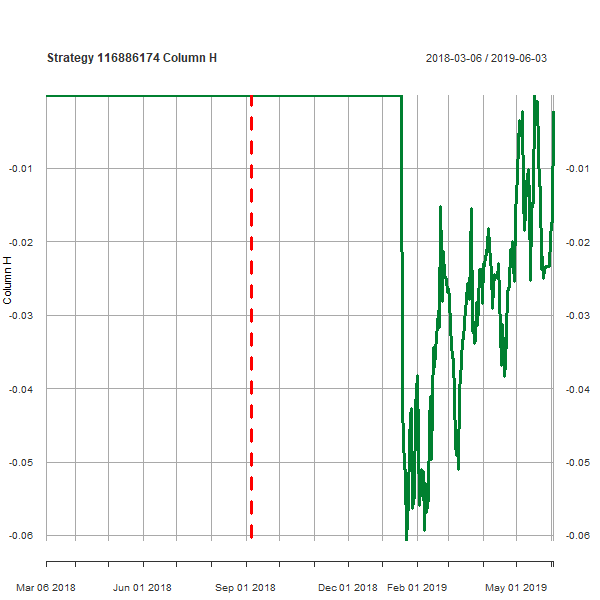 Strategy 116886174 Column H
2018-03-06 / 2019-06-03
-0.01 -0.01
-0.02 -0.02
Column H
-0.03 -0.03
-0.04 -0.04
-0.05 -0.05
-0.06 -0.06
Mar 06 2018 Jun 01 2018 Sep 01 2018 Dec 01 2018 Feb 01 2019 May 01 2019